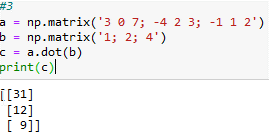 #3
a = np.matrix('3 0 7; -4 2 3; -1 1 2')
b = np.matrix('1; 2; 4')
c = a.dot(b)
print(c)
[[31]
 [12]
 [ 9]]